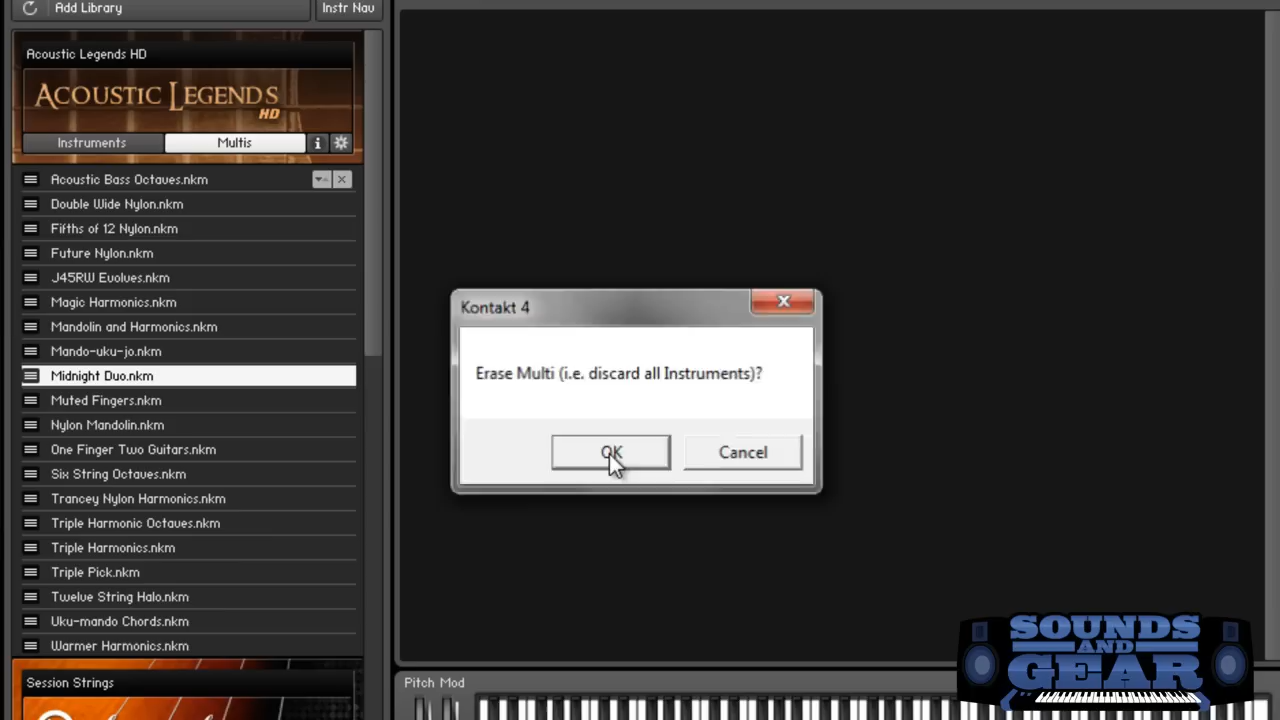 Add Library
Instr Nav
Acoustic Legends HD
ACOUSTIC LEGENDS
HD
Instruments
Multis
i
Acoustic Bass Octaves.nkm
Double Wide Nylon.nkm
Fifths of 12 Nylon.nkm
Future Nylon.nkm
J45RW Evolves.nkm
Magic Harmonics.nkm
Mandolin and Harmonics.nkm
Mando-uku-jo.nkm
Midnight Duo.nkm
Muted Fingers.nkm
Nylon Mandolin.nkm
One Finger Two Guitars.nkm
Six String Octaves.nkm
Trancey Nylon Harmonics.nkm
Triple Harmonic Octaves.nkm
Triple Harmonics.nkm
Triple Pick.nkm
Twelve String Halo.nkm
Uku-mando Chords.nkm
Warmer Harmonics.nkm
Session Strings
Kontakt 4
Erase Multi (i.e. discard all Instruments)?
OK
Cancel
Pitch Mod
SOUNDS
AND
GEAR